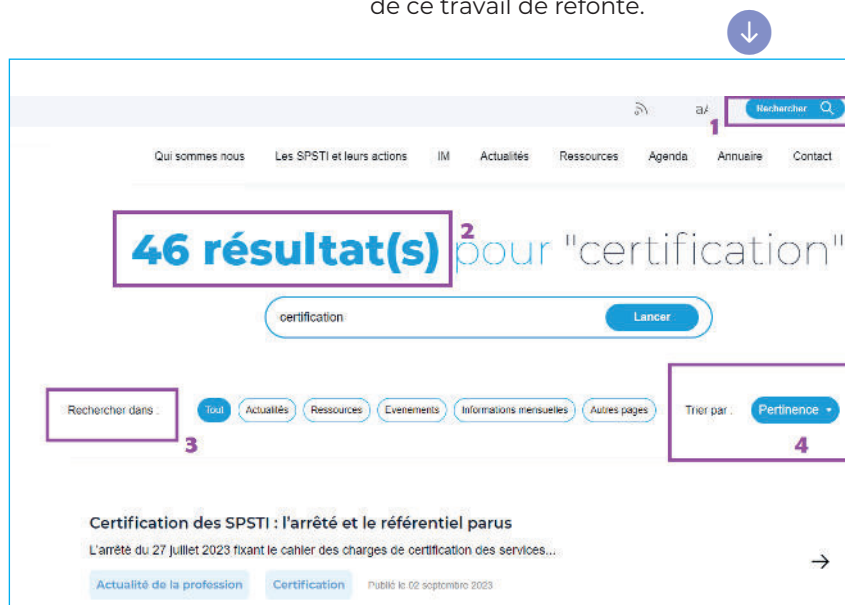 de ce travail de refonte.
Rechercher
1
Qui sommes nous Les SPSTI et leurs actions IM Actualités Ressources Agenda Annuaire Contact
46 résultat(s) pour "certification"
2
certification Lancer
Rechercher dans : Tout Actualités Ressources Evenements Informations mensuelles Autres pages Trier par : Pertinence
3
4
Certification des SPSTI : l'arrêté et le référentiel parus
L'arrêté du 27 juillet 2023 fixant le cahier des charges de certification des services...
Actualité de la profession Certification Publié le 02 septembre 2023